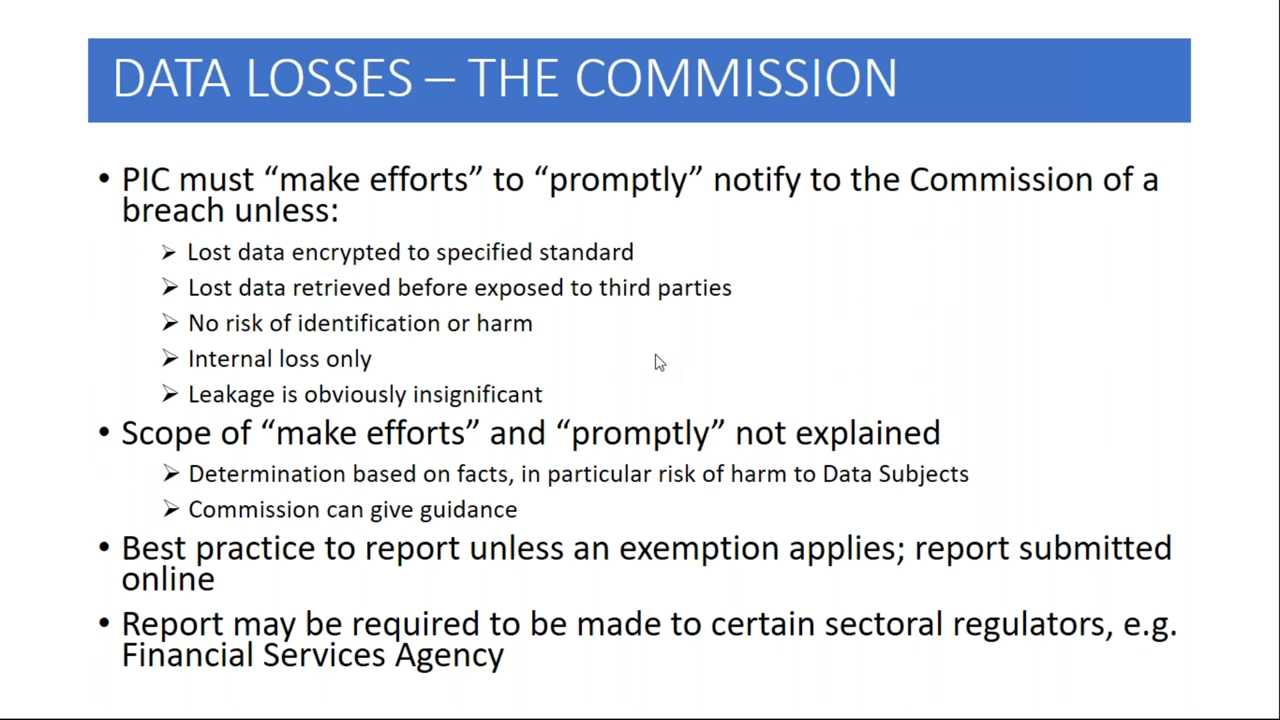 DATA LOSSES – THE COMMISSION
• PIC must “make efforts” to “promptly” notify to the Commission of a
breach unless:
➢ Lost data encrypted to specified standard
➢ Lost data retrieved before exposed to third parties
➢ No risk of identification or harm
➢ Internal loss only
➢ Leakage is obviously insignificant
• Scope of “make efforts” and “promptly” not explained
➢ Determination based on facts, in particular risk of harm to Data Subjects
➢ Commission can give guidance
• Best practice to report unless an exemption applies; report submitted
online
• Report may be required to be made to certain sectoral regulators, e.g.
Financial Services Agency